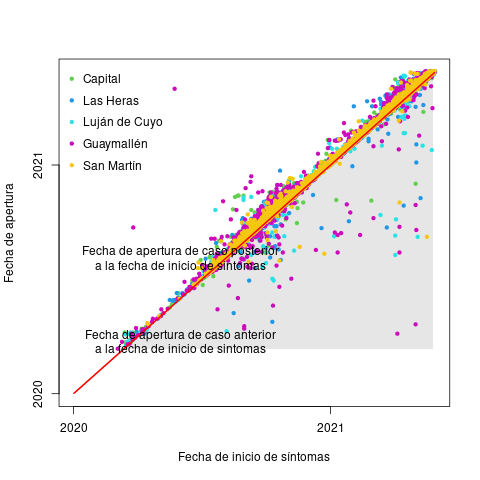 Capital
Las Heras
Luján de Cuyo
Guaymallén
San Martín
Fecha de apertura de caso posterior
a la fecha de inicio de síntomas
Fecha de apertura de caso anterior
a la fecha de inicio de sintomas
Fecha de apertura
2021
2020
2020
2021
Fecha de inicio de síntomas